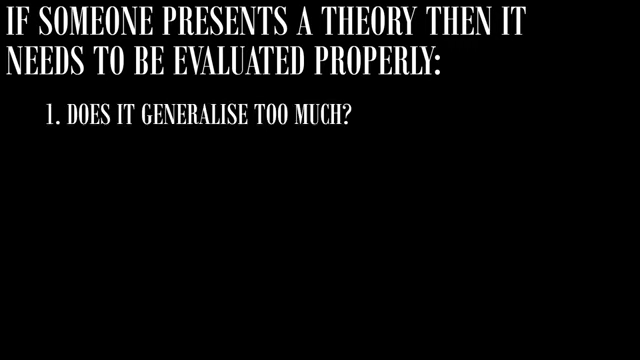 IF SOMEONE PRESENTS A THEORY THEN IT
NEEDS TO BE EVALUATED PROPERLY:
1. DOES IT GENERALISE TOO MUCH?